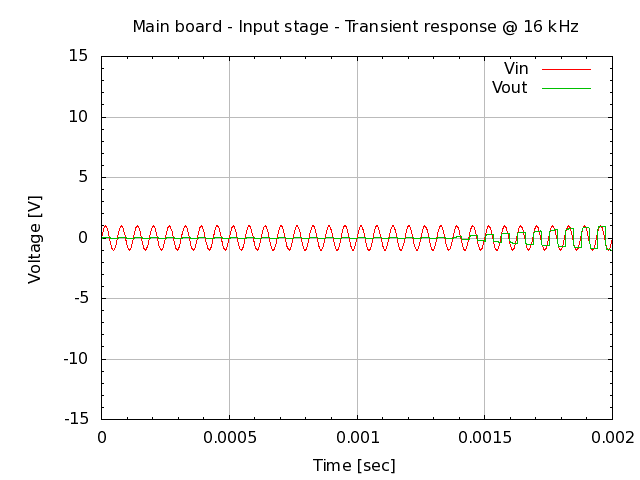 Main board - Input stage - Transient response @ 16 kHz
Vin
Vout
15
10
5
0
-5
-10
-15
Voltage [V]
0 0.0005 0.001 0.0015 0.002
Time [sec]